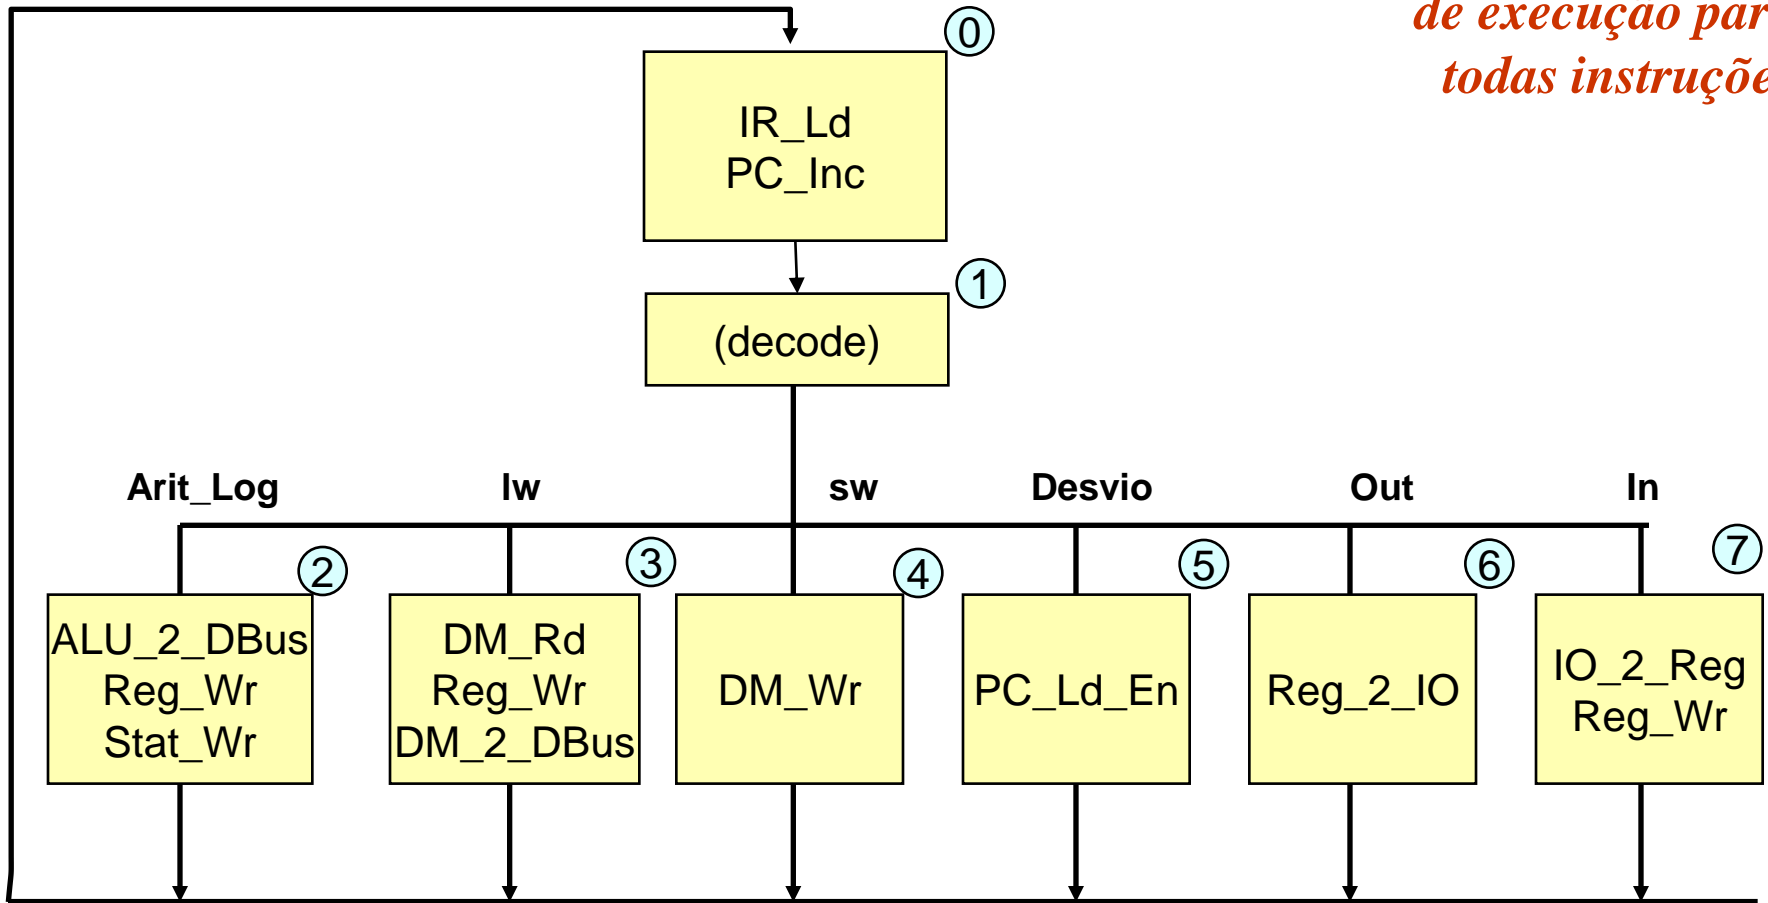 de execução par
todas instruçõe
0
IR_Ld
PC_Inc
1
(decode)
Arit_Log
lw
sw
Desvio
Out
In
2
3
4
5
6
7
ALU_2_DBus
Reg_Wr
Stat_Wr
DM_Rd
Reg_Wr
DM_2_DBus
DM_Wr
PC_Ld_En
Reg_2_IO
IO_2_Reg
Reg_Wr